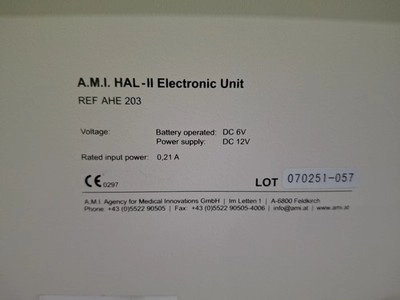 A.M.I. HAL-II Electronic Unit
REF AHE 203
Voltage: Battery operated: DC 6V
Power supply: DC 12V
Rated input power: 0,21 A
CE 0297 LOT 070251-057
A.M.I. Agency for Medical Innovations GmbH | Im Letten 1 | A-6800 Feldkirch
Phone: +43 (0)5522 90505 | Fax: +43 (0)5522 90505-4006 | info@ami.at | www.ami.at